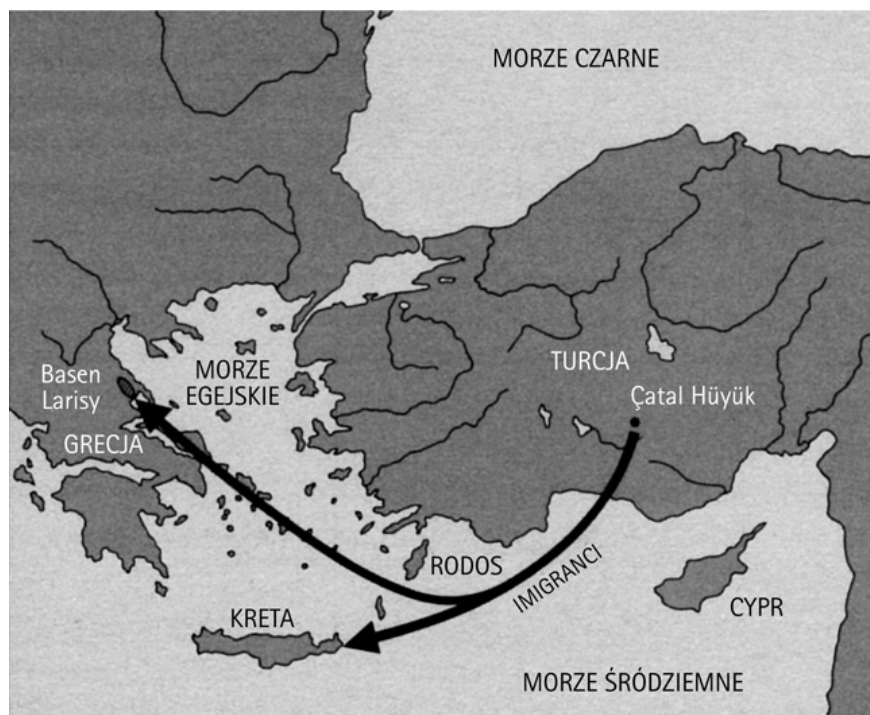 MORZE CZARNE
MORZE
EGEJSKIE
Basen
Larisy
GRECJA
TURCJA
Çatal Hüyük
RODOS
IMIGRANCI
CYPR
KRETA
MORZE ŚRÓDZIEMNE